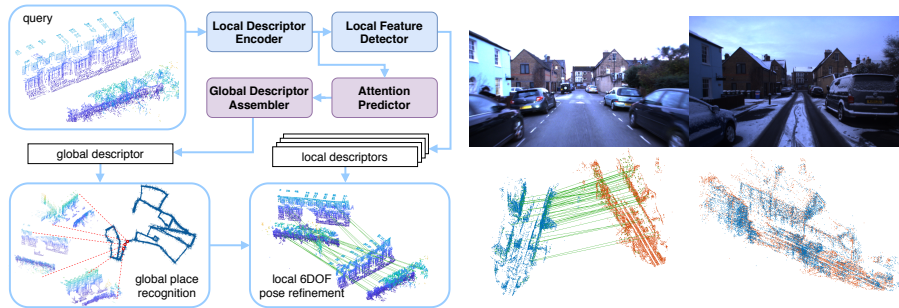 query
Local Descriptor
Encoder
Local Feature
Detector
Global Descriptor
Assembler
Attention
Predictor
global descriptor
local descriptors
global place
recognition
local 6DOF
pose refinement